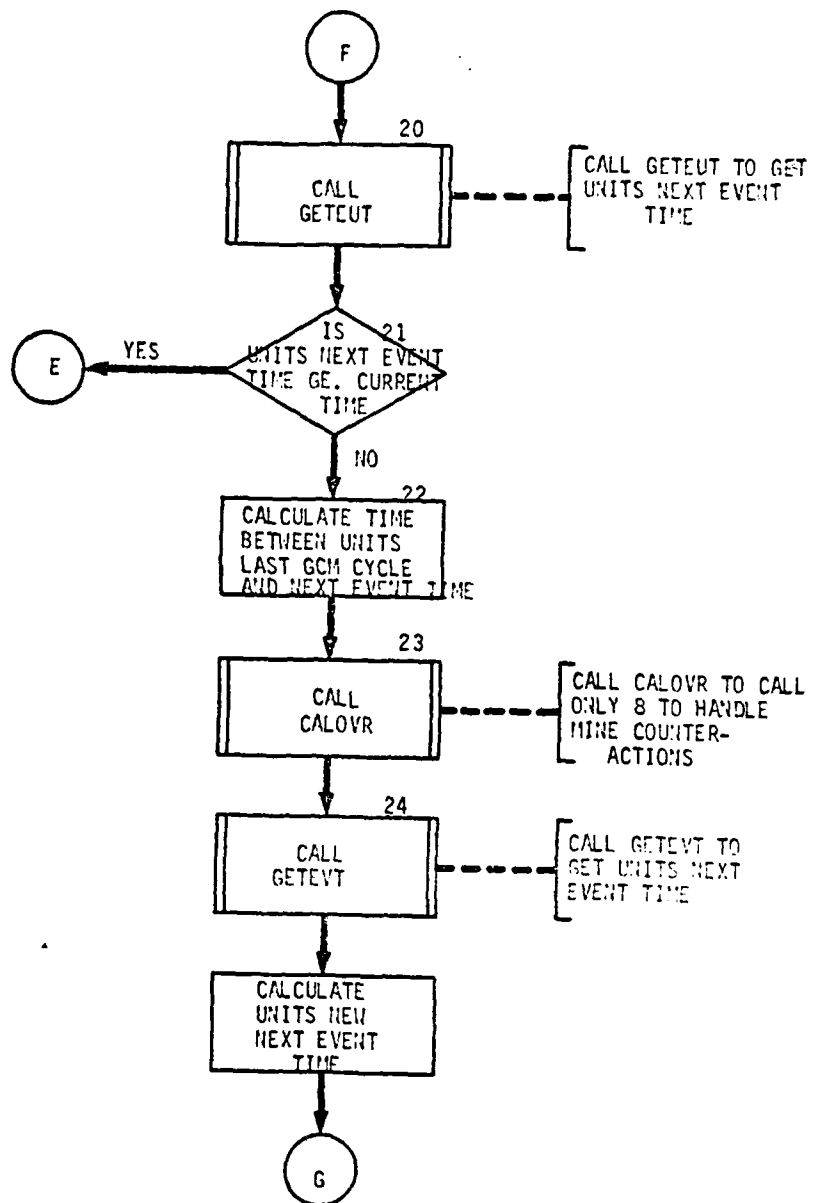 F
20
CALL
GETEUT
CALL GETEUT TO GET
UNITS NEXT EVENT
TIME
IS 21
UNITS NEXT EVENT
TIME GE. CURRENT
TIME
YES
E
NO
22
CALCULATE TIME
BETWEEN UNITS
LAST GCM CYCLE
AND NEXT EVENT TIME
23
CALL
CALOVR
CALL CALOVR TO CALL
ONLY 8 TO HANDLE
MINE COUNTER-
ACTIONS
24
CALL
GETEVT
CALL GETEVT TO
GET UNITS NEXT
EVENT TIME
CALCULATE
UNITS NEW
NEXT EVENT
TIME
G